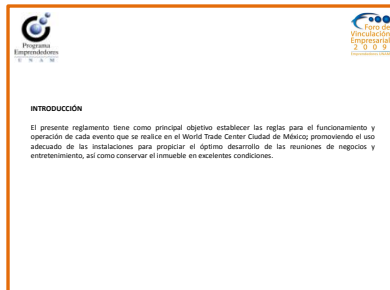 Programa
Emprendedores
Foro de
Vinculación
Empresarial
2 0 0 9
INTRODUCCIÓN
El presente reglamento tiene como principal objetivo establecer las reglas para el funcionamiento y
operación de cada evento que se realice en el World Trade Center Ciudad de México; promoviendo el uso
adecuado de las instalaciones para propiciar el óptimo desarrollo de las reuniones de negocios y
entretenimiento, así como conservar el inmueble en excelentes condiciones.